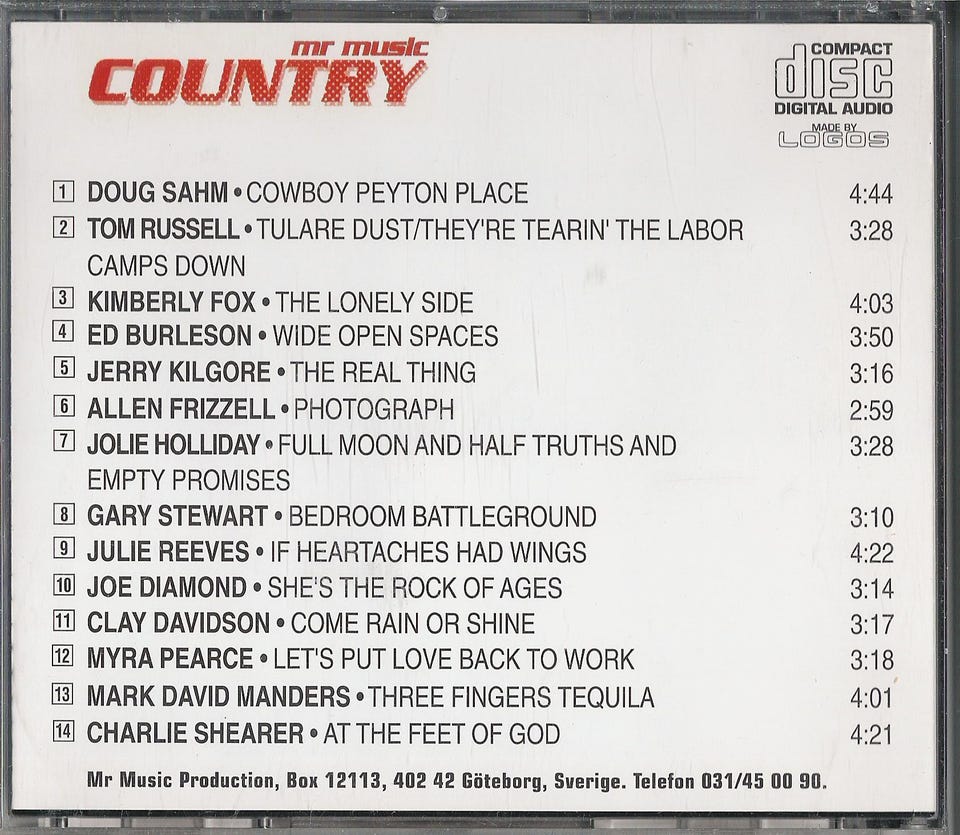 mr music
COUNTRY
COMPACT
disc
DIGITAL AUDIO
MADE BY
LOGOS
1 DOUG SAHM • COWBOY PEYTON PLACE 4:44
2 TOM RUSSELL • TULARE DUST/THEY'RE TEARIN' THE LABOR 3:28
CAMPS DOWN
3 KIMBERLY FOX • THE LONELY SIDE 4:03
4 ED BURLESON • WIDE OPEN SPACES 3:50
5 JERRY KILGORE • THE REAL THING 3:16
6 ALLEN FRIZZELL • PHOTOGRAPH 2:59
7 JOLIE HOLLIDAY • FULL MOON AND HALF TRUTHS AND 3:28
EMPTY PROMISES
8 GARY STEWART • BEDROOM BATTLEGROUND 3:10
9 JULIE REEVES • IF HEARTACHES HAD WINGS 4:22
10 JOE DIAMOND • SHE'S THE ROCK OF AGES 3:14
11 CLAY DAVIDSON • COME RAIN OR SHINE 3:17
12 MYRA PEARCE • LET'S PUT LOVE BACK TO WORK 3:18
13 MARK DAVID MANDERS • THREE FINGERS TEQUILA 4:01
14 CHARLIE SHEARER • AT THE FEET OF GOD 4:21
Mr Music Production, Box 12113, 402 42 Göteborg, Sverige. Telefon 031/45 00 90.